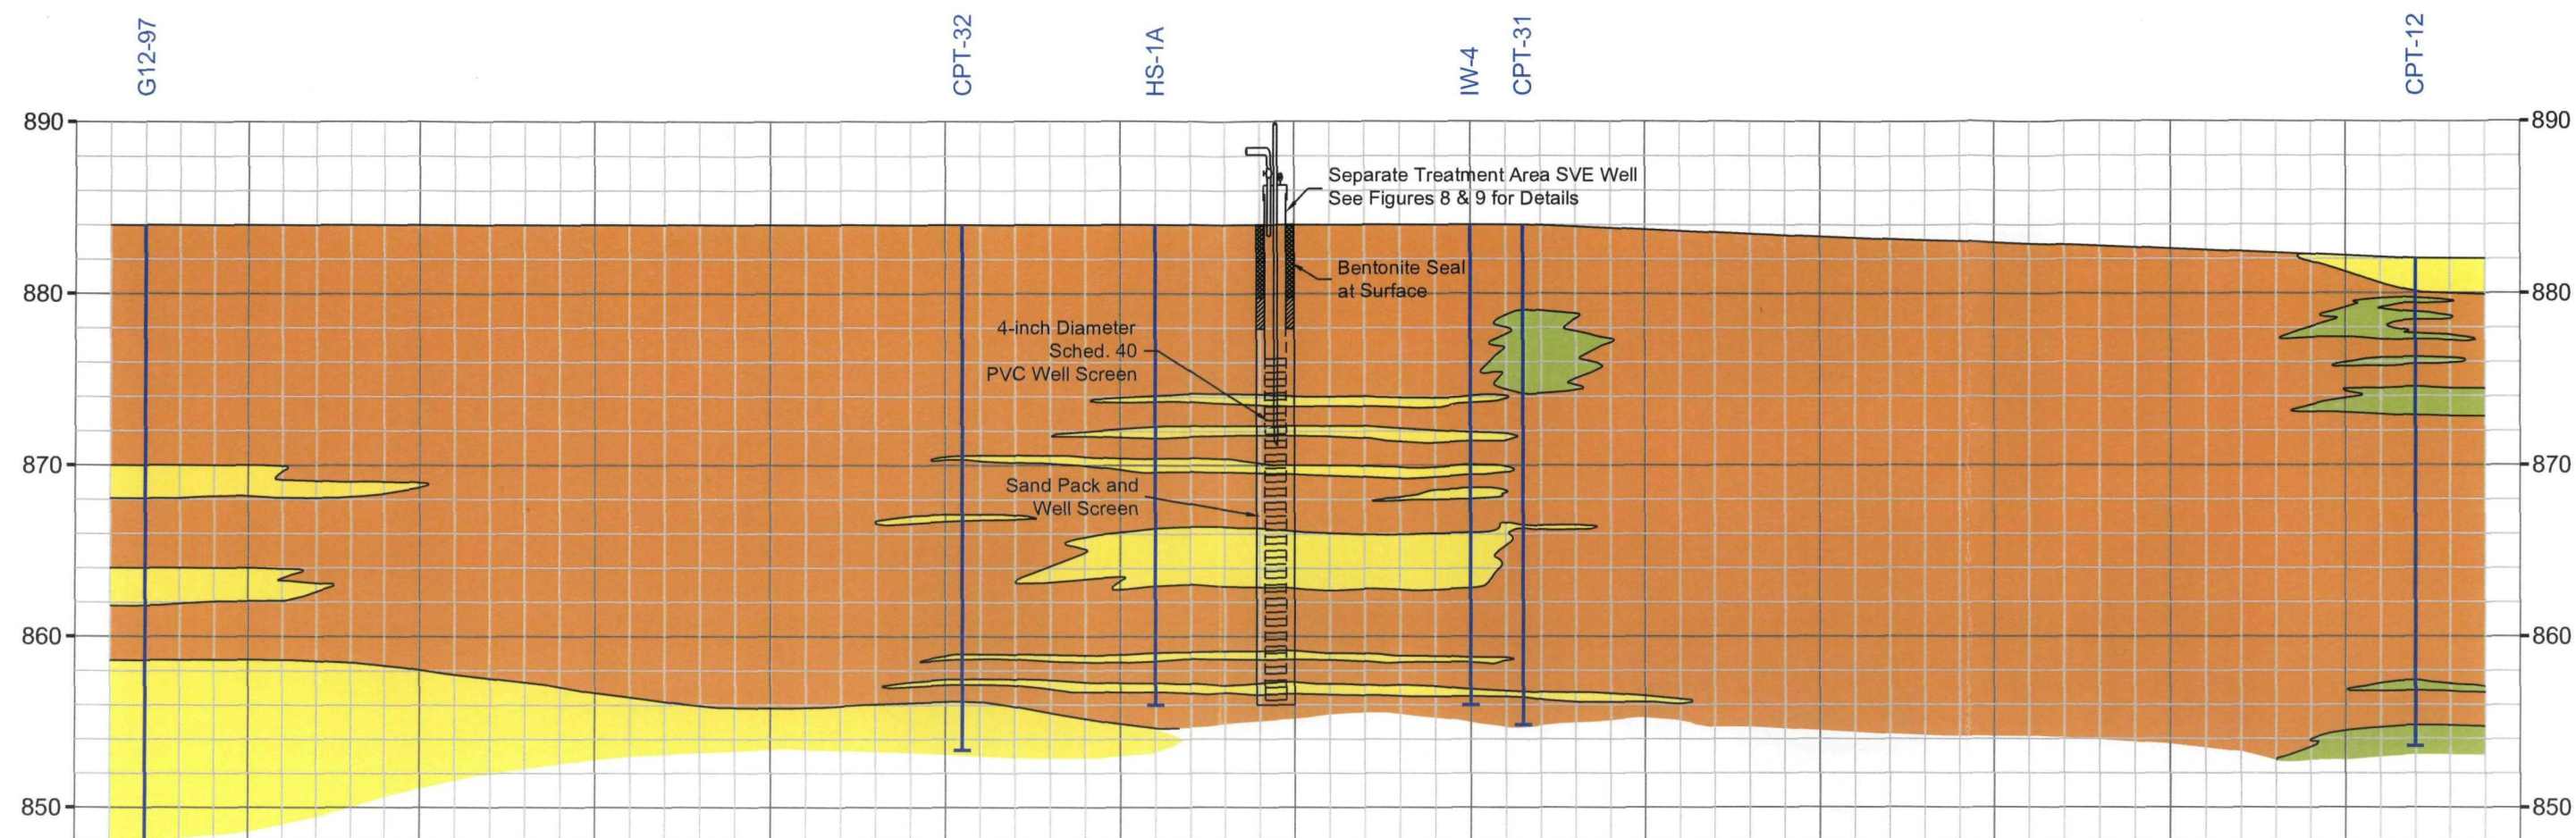 G12-97
CPT-32
HS-1A
IW-4
CPT-31
CPT-12
890
890
Separate Treatment Area SVE Well
See Figures 8 & 9 for Details
Bentonite Seal
at Surface
880
880
4-inch Diameter
Sched. 40
PVC Well Screen
870
870
Sand Pack and
Well Screen
860
860
850
850